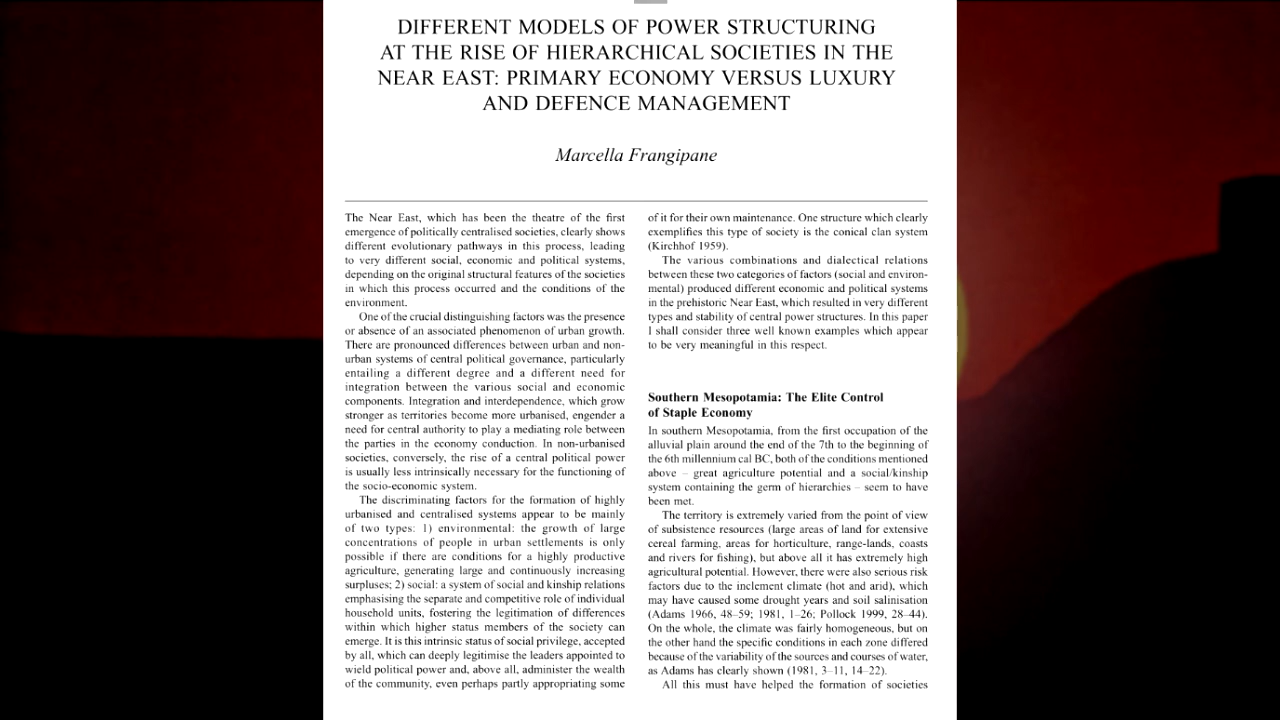 DIFFERENT MODELS OF POWER STRUCTURING
AT THE RISE OF HIERARCHICAL SOCIETIES IN THE
NEAR EAST: PRIMARY ECONOMY VERSUS LUXURY
AND DEFENCE MANAGEMENT
Marcella Frangipane
The Near East, which has been the theatre of the first
emergence of politically centralised societies, clearly shows
different evolutionary pathways in this process, leading
to very different social, economic and political systems,
depending on the original structural features of the societies
in which this process occurred and the conditions of the
environment.
One of the crucial distinguishing factors was the presence
or absence of an associated phenomenon of urban growth.
There are pronounced differences between urban and non-
urban systems of central political governance, particularly
entailing a different degree and a different need for
integration between the various social and economic
components. Integration and interdependence, which grow
stronger as territories become more urbanised, engender a
need for central authority to play a mediating role between
the parties in the economy conduction. In non-urbanised
societies, conversely, the rise of a central political power
is usually less intrinsically necessary for the functioning of
the socio-economic system.
The discriminating factors for the formation of highly
urbanised and centralised systems appear to be mainly
of two types: 1) environmental: the growth of large
concentrations of people in urban settlements is only
possible if there are conditions for a highly productive
agriculture, generating large and continuously increasing
surpluses; 2) social: a system of social and kinship relations
emphasising the separate and competitive role of individual
household units, fostering the legitimation of differences
within which higher status members of the society can
emerge. It is this intrinsic status of social privilege, accepted
by all, which can deeply legitimise the leaders appointed to
wield political power and, above all, administer the wealth
of the community, even perhaps partly appropriating some
of it for their own maintenance. One structure which clearly
exemplifies this type of society is the conical clan system
(Kirchhof 1959).
The various combinations and dialectical relations
between these two categories of factors (social and environ-
mental) produced different economic and political systems
in the prehistoric Near East, which resulted in very different
types and stability of central power structures. In this paper
I shall consider three well known examples which appear
to be very meaningful in this respect.
Southern Mesopotamia: The Elite Control
of Staple Economy
In southern Mesopotamia, from the first occupation of the
alluvial plain around the end of the 7th to the beginning of
the 6th millennium cal BC, both of the conditions mentioned
above – great agriculture potential and a social/kinship
system containing the germ of hierarchies – seem to have
been met.
The territory is extremely varied from the point of view
of subsistence resources (large areas of land for extensive
cereal farming, areas for horticulture, range-lands, coasts
and rivers for fishing), but above all it has extremely high
agricultural potential. However, there were also serious risk
factors due to the inclement climate (hot and arid), which
may have caused some drought years and soil salinisation
(Adams 1966, 48–59; 1981, 1–26; Pollock 1999, 28–44).
On the whole, the climate was fairly homogeneous, but on
the other hand the specific conditions in each zone differed
because of the variability of the sources and courses of water,
as Adams has clearly shown (1981, 3–11, 14–22).
All this must have helped the formation of societies